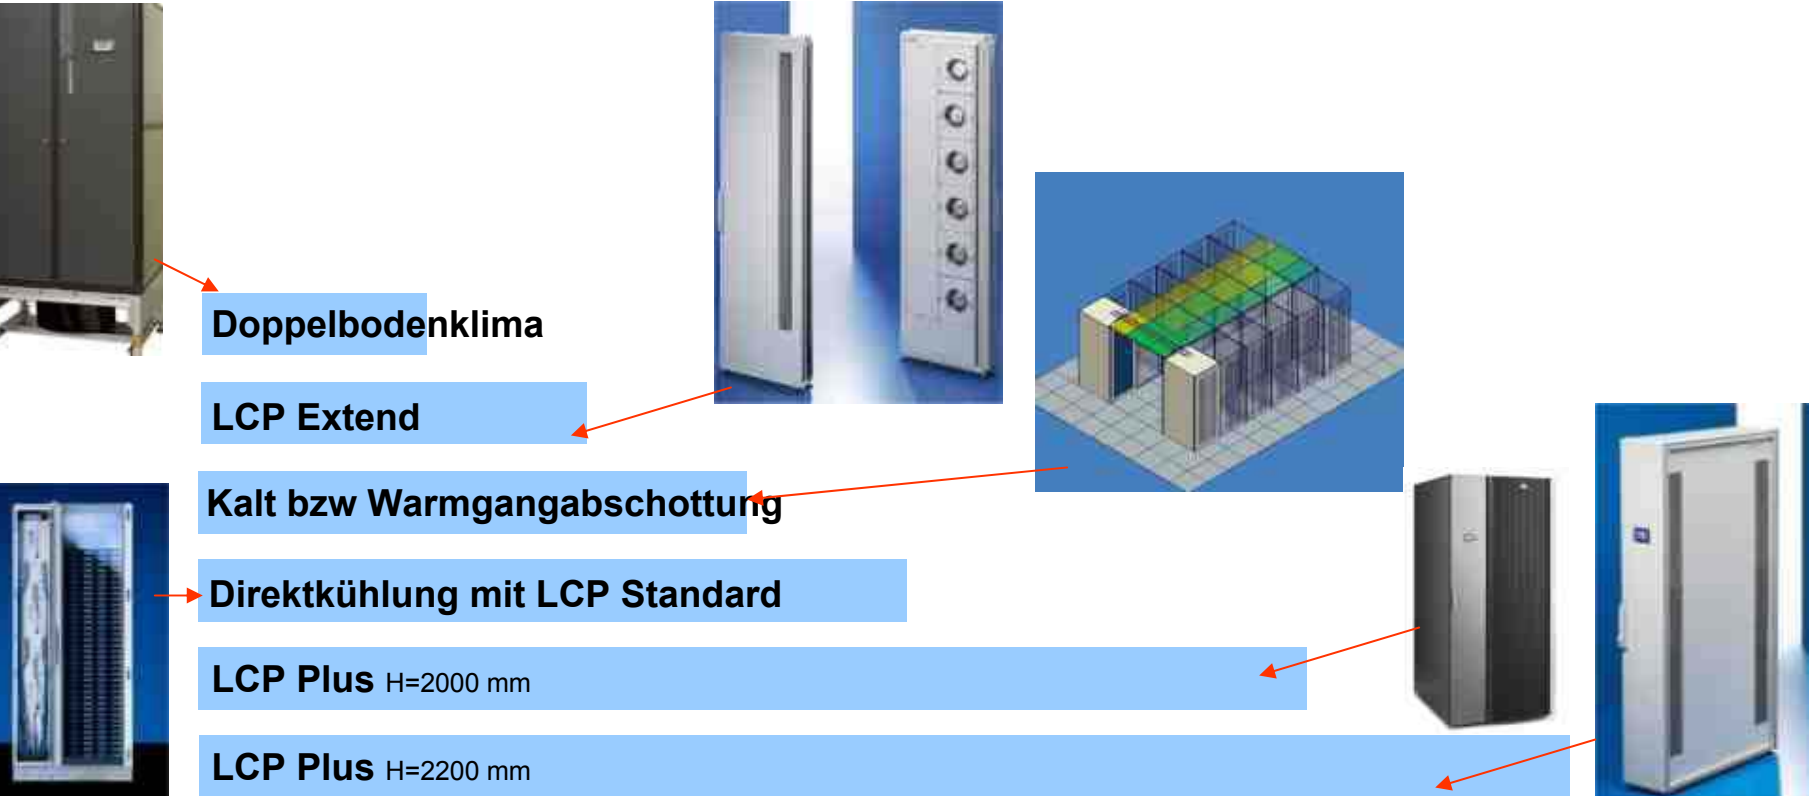 Doppelbodenklima
LCP Extend
Kalt bzw Warmgangabschottung
Direktkühlung mit LCP Standard
LCP Plus H=2000 mm
LCP Plus H=2200 mm